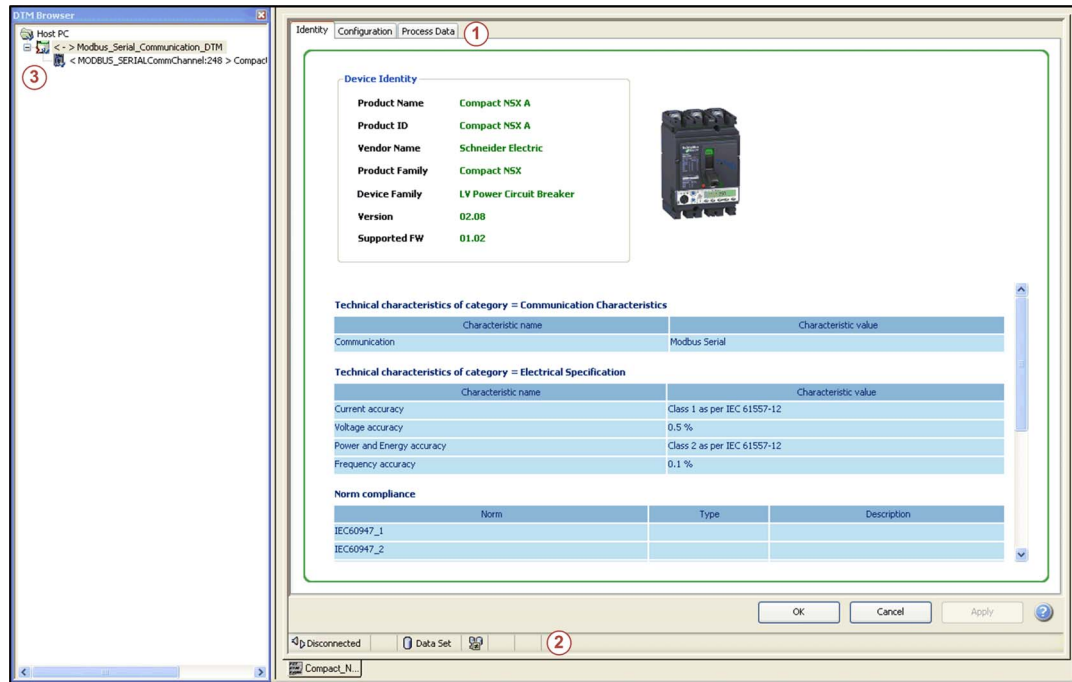 DTM Browser
Host PC
< - > Modbus_Serial_Communication_DTM
< MODBUS_SERIALCommChannel:248 > Compact
3
Identity Configuration Process Data 1
Device Identity
Product Name Compact NSX A
Product ID Compact NSX A
Vendor Name Schneider Electric
Product Family Compact NSX
Device Family LV Power Circuit Breaker
Version 02.08
Supported FW 01.02
Technical characteristics of category = Communication Characteristics
Characteristic name Characteristic value
Communication Modbus Serial
Technical characteristics of category = Electrical Specification
Characteristic name Characteristic value
Current accuracy Class 1 as per IEC 61557-12
Voltage accuracy 0.5 %
Power and Energy accuracy Class 2 as per IEC 61557-12
Frequency accuracy 0.1 %
Norm compliance
Norm Type Description
IEC60947_1
IEC60947_2
OK Cancel Apply ?
Disconnected Data Set 2
Compact_N...